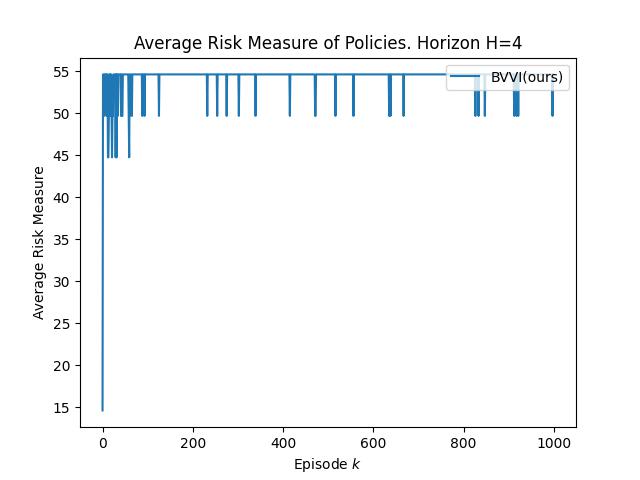 Average Risk Measure of Policies. Horizon H=4
BVVI(ours)
Average Risk Measure
55
50
45
40
35
30
25
20
15
0 200 400 600 800 1000
Episode k